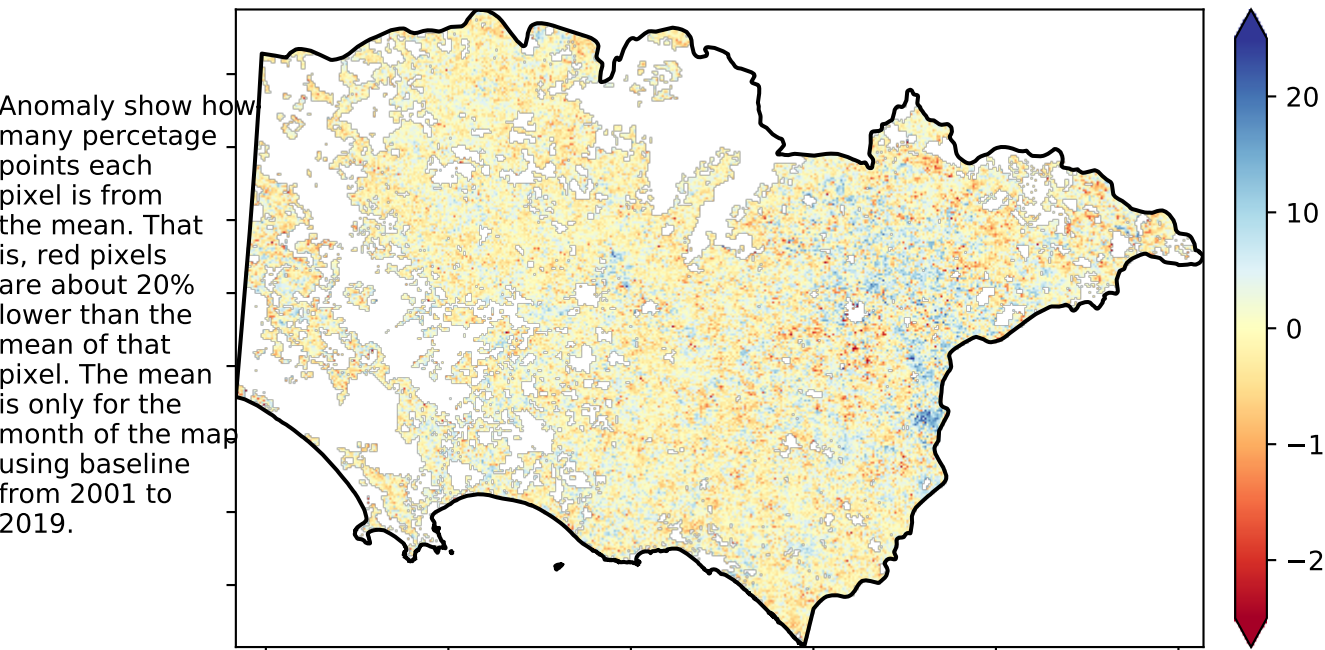 Anomaly show how
many percetage
points each
pixel is from
the mean. That
is, red pixels
are about 20%
lower than the
mean of that
pixel. The mean
is only for the
month of the map
using baseline
from 2001 to
2019.
20
10
0
−1
−2